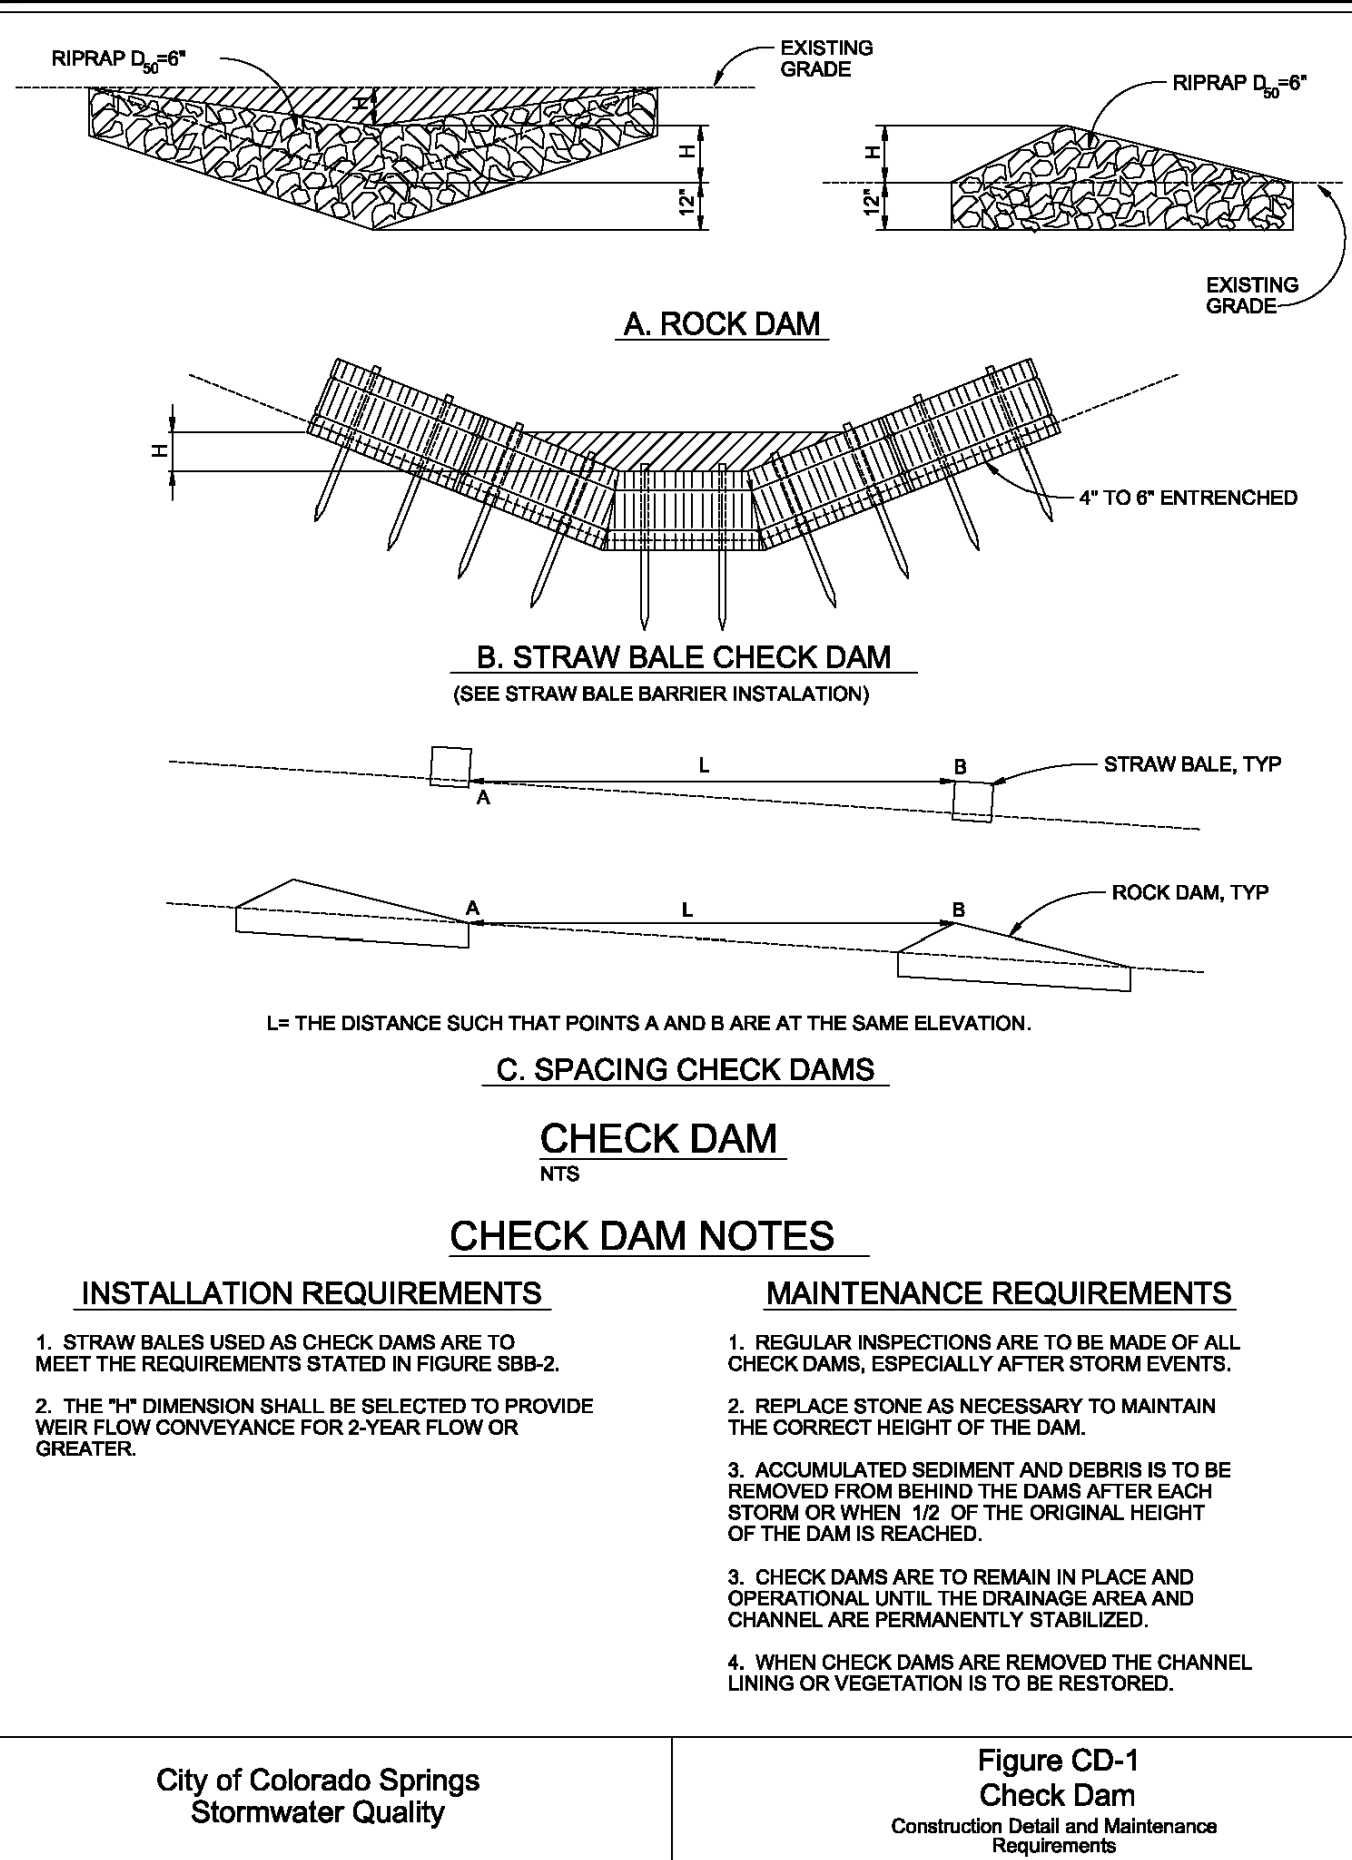 RIPRAP D50=6"
EXISTING
GRADE
H
H
12"
RIPRAP D50=6"
H
12"
EXISTING
GRADE
A. ROCK DAM
H
4" TO 6" ENTRENCHED
B. STRAW BALE CHECK DAM
(SEE STRAW BALE BARRIER INSTALATION)
L
B
STRAW BALE, TYP
A
A
L
B
ROCK DAM, TYP
L= THE DISTANCE SUCH THAT POINTS A AND B ARE AT THE SAME ELEVATION.
C. SPACING CHECK DAMS
CHECK DAM
NTS
CHECK DAM NOTES
INSTALLATION REQUIREMENTS
1. STRAW BALES USED AS CHECK DAMS ARE TO
MEET THE REQUIREMENTS STATED IN FIGURE SBB-2.
2. THE "H" DIMENSION SHALL BE SELECTED TO PROVIDE
WEIR FLOW CONVEYANCE FOR 2-YEAR FLOW OR
GREATER.
MAINTENANCE REQUIREMENTS
1. REGULAR INSPECTIONS ARE TO BE MADE OF ALL
CHECK DAMS, ESPECIALLY AFTER STORM EVENTS.
2. REPLACE STONE AS NECESSARY TO MAINTAIN
THE CORRECT HEIGHT OF THE DAM.
3. ACCUMULATED SEDIMENT AND DEBRIS IS TO BE
REMOVED FROM BEHIND THE DAMS AFTER EACH
STORM OR WHEN 1/2 OF THE ORIGINAL HEIGHT
OF THE DAM IS REACHED.
3. CHECK DAMS ARE TO REMAIN IN PLACE AND
OPERATIONAL UNTIL THE DRAINAGE AREA AND
CHANNEL ARE PERMANENTLY STABILIZED.
4. WHEN CHECK DAMS ARE REMOVED THE CHANNEL
LINING OR VEGETATION IS TO BE RESTORED.
City of Colorado Springs
Stormwater Quality
Figure CD-1
Check Dam
Construction Detail and Maintenance
Requirements